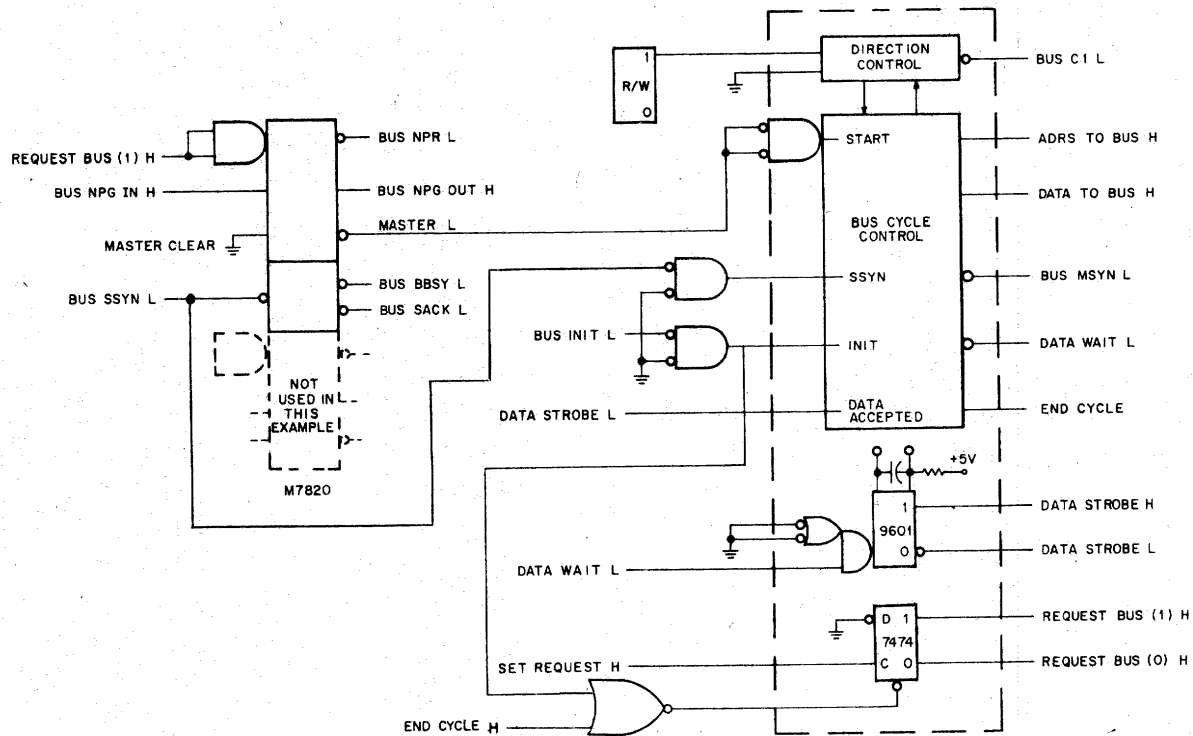 DIRECTION
CONTROL
BUS C1 L
1
R/W
0
REQUEST BUS (1) H
BUS NPR L
START
ADRS TO BUS H
BUS NPG IN H
BUS NPG OUT H
DATA TO BUS H
MASTER CLEAR
MASTER L
BUS CYCLE
CONTROL
BUS SSYN L
BUS BBSY L
BUS SACK L
SSYN
BUS MSYN L
BUS INIT L
INIT
DATA WAIT L
NOT
USED IN
THIS
EXAMPLE
M7820
DATA STROBE L
DATA
ACCEPTED
END CYCLE
+5V
1
9601
0
DATA STROBE H
DATA STROBE L
DATA WAIT L
D 1
7474
C 0
REQUEST BUS (1) H
REQUEST BUS (0) H
SET REQUEST H
END CYCLE H